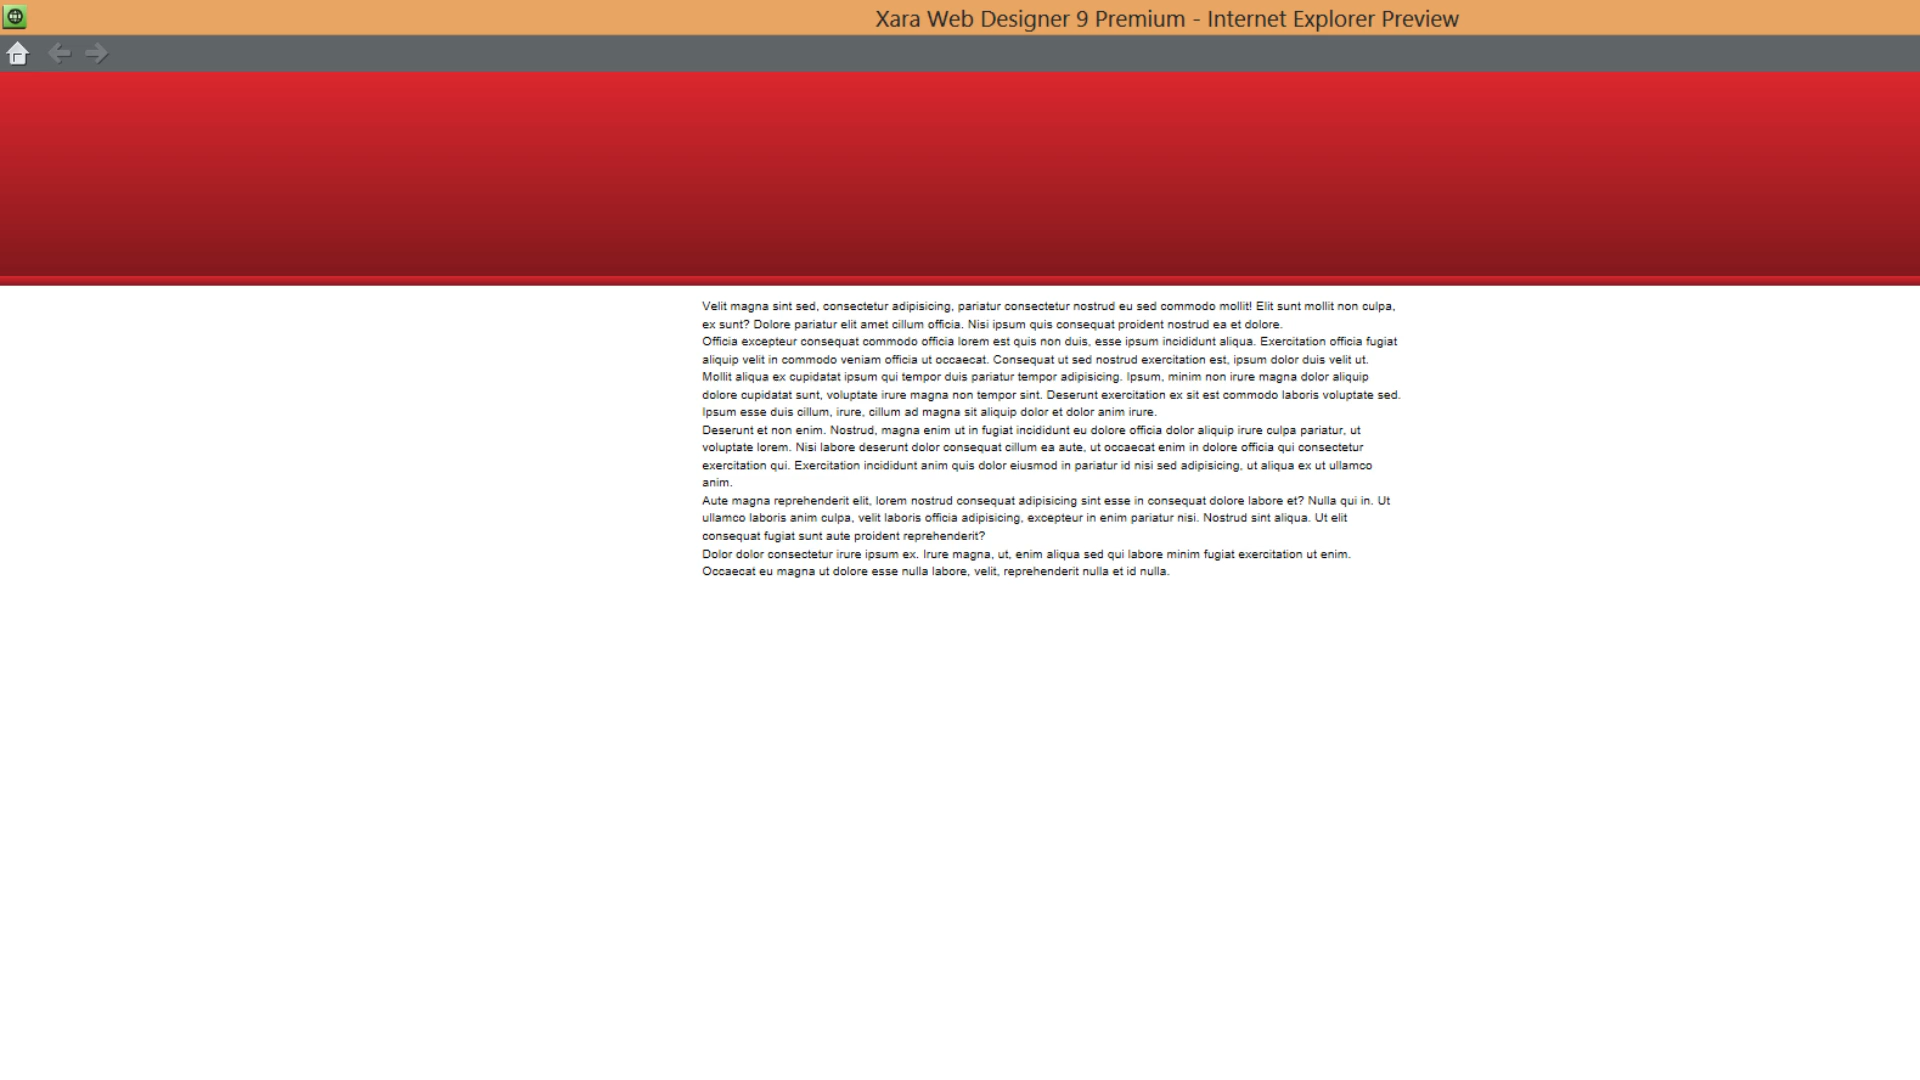 Xara Web Designer 9 Premium - Internet Explorer Preview
Velit magna sint sed, consectetur adipisicing, pariatur consectetur nostrud eu sed commodo mollit! Elit sunt mollit non culpa,
ex sunt? Dolore pariatur elit amet cillum officia. Nisi ipsum quis consequat proident nostrud ea et dolore.
Officia excepteur consequat commodo officia lorem est quis non duis, esse ipsum incididunt aliqua. Exercitation officia fugiat
aliquip velit in commodo veniam officia ut occaecat. Consequat ut sed nostrud exercitation est, ipsum dolor duis velit ut.
Mollit aliqua ex cupidatat ipsum qui tempor duis pariatur tempor adipisicing. Ipsum, minim non irure magna dolor aliquip
dolore cupidatat sunt, voluptate irure magna non tempor sint. Deserunt exercitation ex sit est commodo laboris voluptate sed.
Ipsum esse duis cillum, irure, cillum ad magna sit aliquip dolor et dolor anim irure.
Deserunt et non enim. Nostrud, magna enim ut in fugiat incididunt eu dolore officia dolor aliquip irure culpa pariatur, ut
voluptate lorem. Nisi labore deserunt dolor consequat cillum ea aute, ut occaecat enim in dolore officia qui consectetur
exercitation qui. Exercitation incididunt anim quis dolor eiusmod in pariatur id nisi sed adipisicing, ut aliqua ex ut ullamco
anim.
Aute magna reprehenderit elit, lorem nostrud consequat adipisicing sint esse in consequat dolore labore et? Nulla qui in. Ut
ullamco laboris anim culpa, velit laboris officia adipisicing, excepteur in enim pariatur nisi. Nostrud sint aliqua. Ut elit
consequat fugiat sunt aute proident reprehenderit?
Dolor dolor consectetur irure ipsum ex. Irure magna, ut, enim aliqua sed qui labore minim fugiat exercitation ut enim.
Occaecat eu magna ut dolore esse nulla labore, velit, reprehenderit nulla et id nulla.